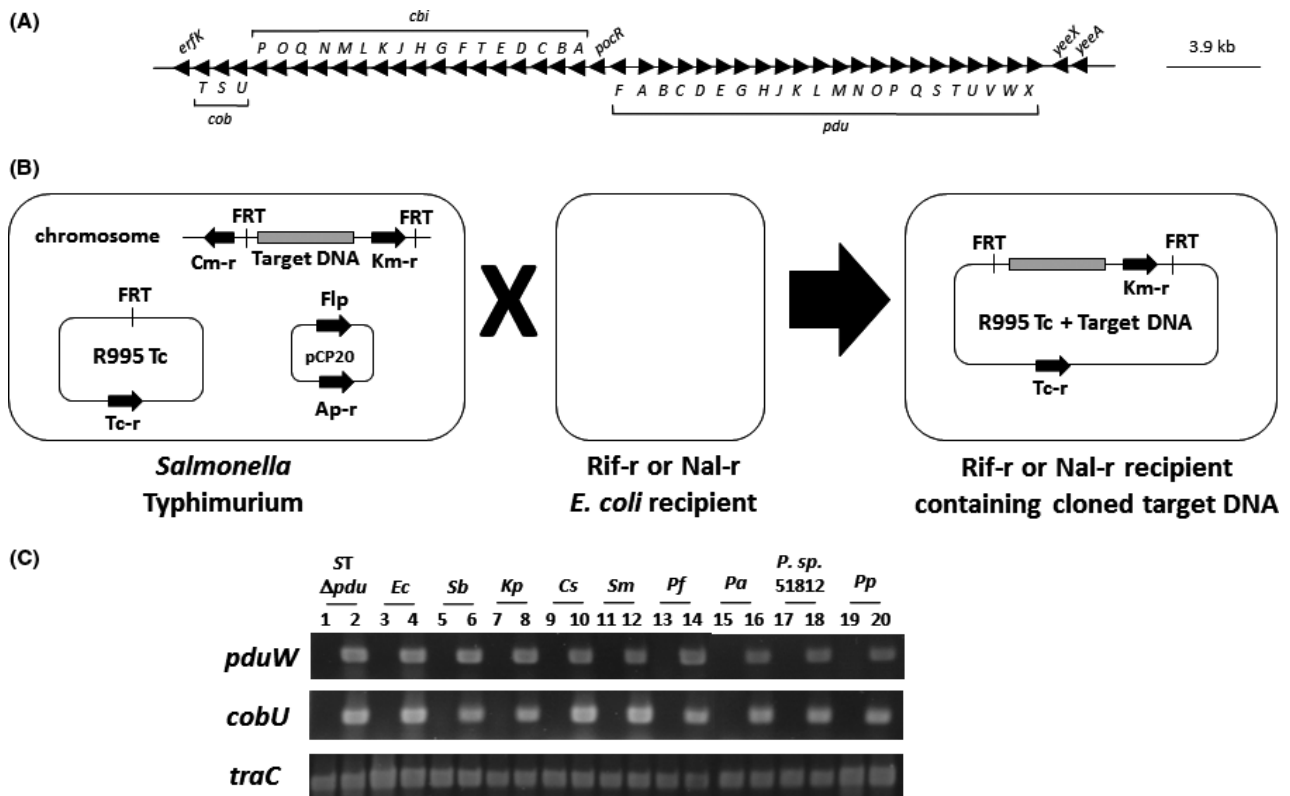 (A)
cbi
erfK
P O Q N M L K J H G F T E D C B A
pocR
yeeX
yeeA
3.9 kb
T S U
cob
F A B C D E G H J K L M N O P Q S T U V W X
pdu
(B)
chromosome
FRT
FRT
Cm-r
Target DNA
Km-r
FRT
R995 Tc
Tc-r
Flp
pCP20
Ap-r
X
FRT
FRT
Km-r
R995 Tc + Target DNA
Tc-r
Salmonella
Typhimurium
Rif-r or Nal-r
E. coli recipient
Rif-r or Nal-r recipient
containing cloned target DNA
(C)
ST
Δpdu Ec Sb Kp Cs Sm Pf Pa P. sp. 51812 Pp
1 2 3 4 5 6 7 8 9 10 11 12 13 14 15 16 17 18 19 20
pduW
cobU
traC